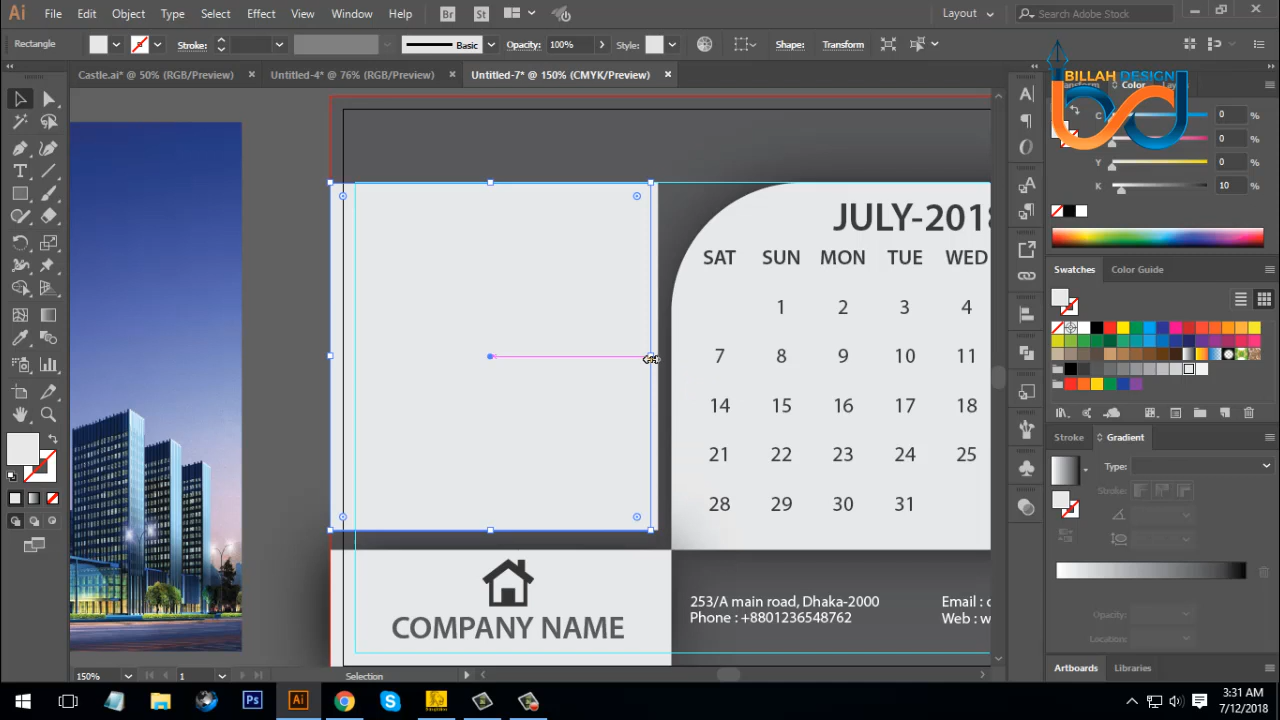 Ai File Edit Object Type Select Effect View Window Help Br St Layout Search Adobe Stock
Rectangle Stroke: Basic Opacity: 100% Style: Shape: Transform
Castle.ai* @ 50% (RGB/Preview) × Untitled-4* @ 76% (RGB/Preview) × Untitled-7* @ 150% (CMYK/Preview) ×
BILLAH DESIGN
Color
C 0 %
M 0 %
Y 0 %
K 10 %
Swatches Color Guide
Stroke Gradient
Type:
Stroke:
Opacity:
Location:
Artboards Libraries
JULY-2018
SAT SUN MON TUE WED
1 2 3 4
7 8 9 10 11
14 15 16 17 18
21 22 23 24 25
28 29 30 31
COMPANY NAME
253/A main road, Dhaka-2000
Phone : +8801236548762
Email :
Web :
150% 1 Selection
Ps Ai
3:31 AM
7/12/2018